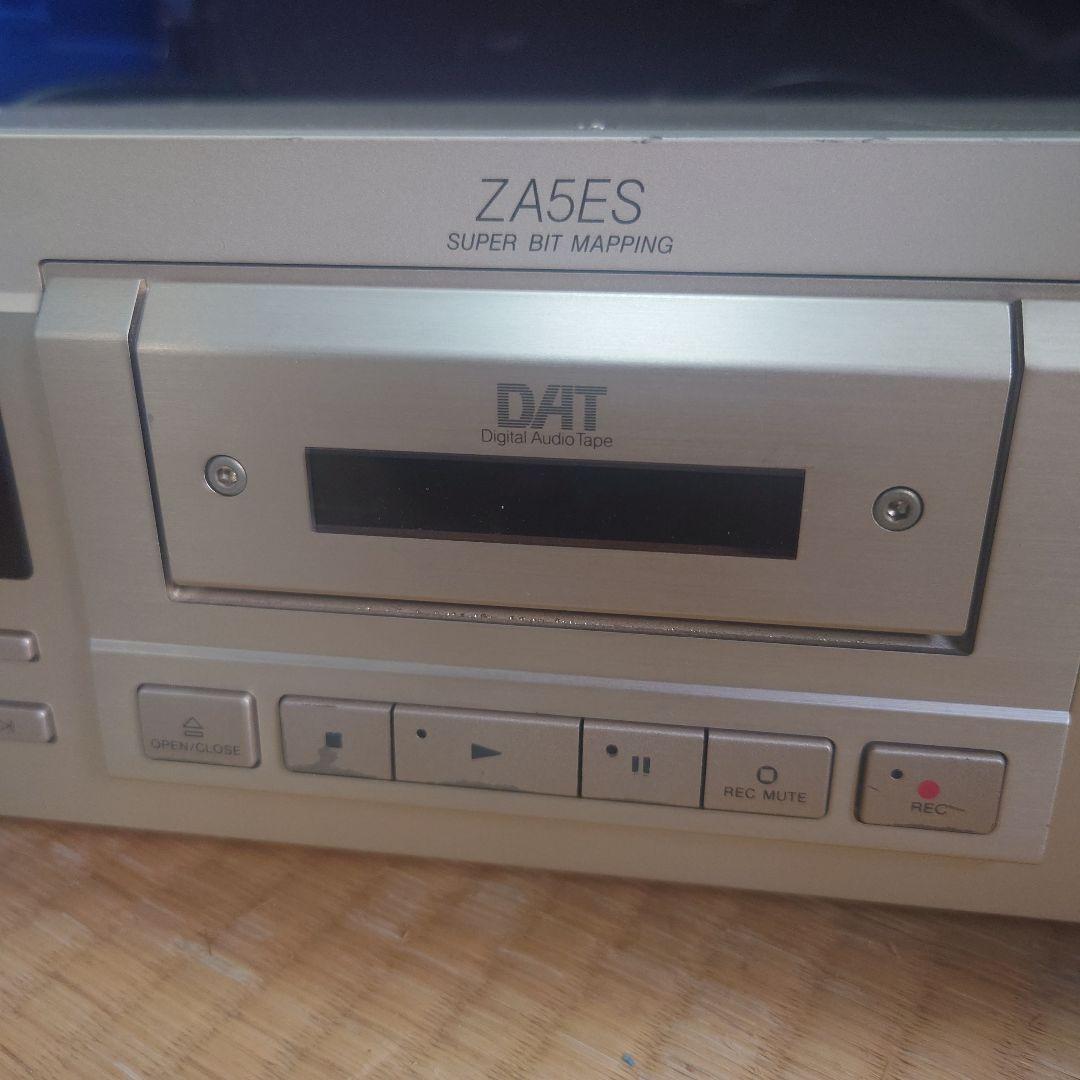 ZA5ES
SUPER BIT MAPPING
DAT
Digital Audio Tape
OPEN/CLOSE
REC MUTE
REC